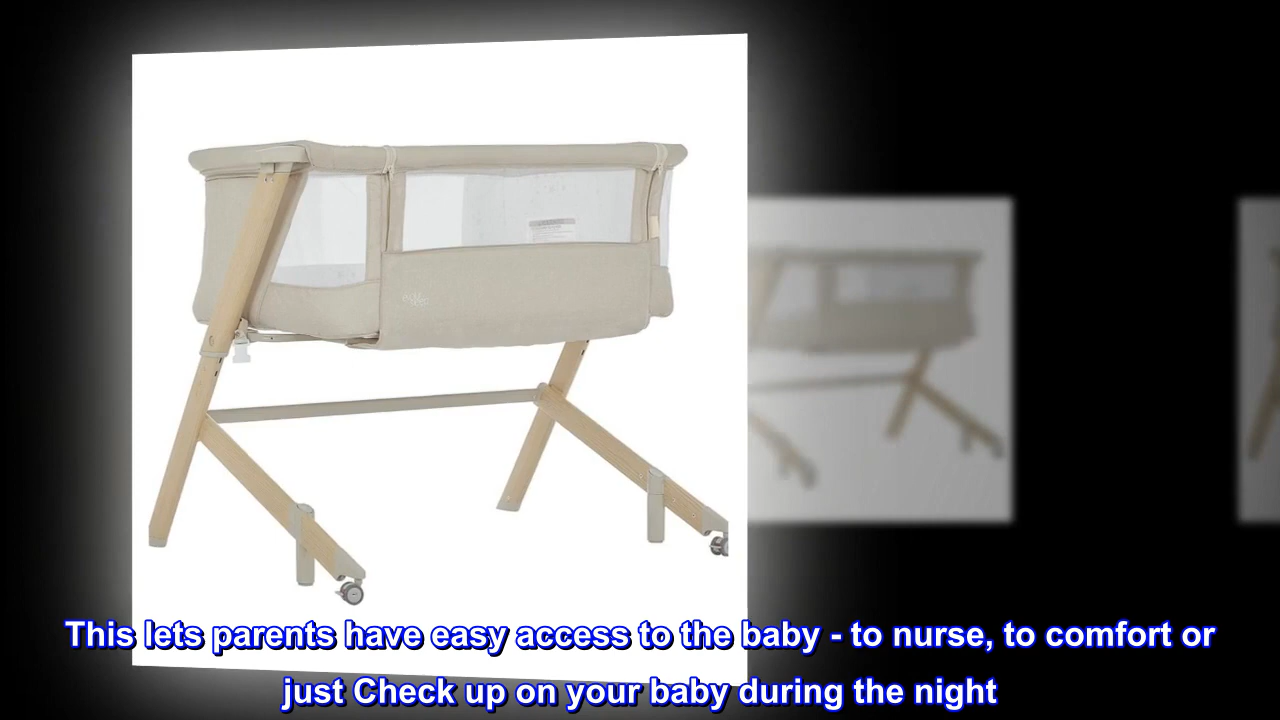 This lets parents have easy access to the baby - to nurse, to comfort or
just Check up on your baby during the night